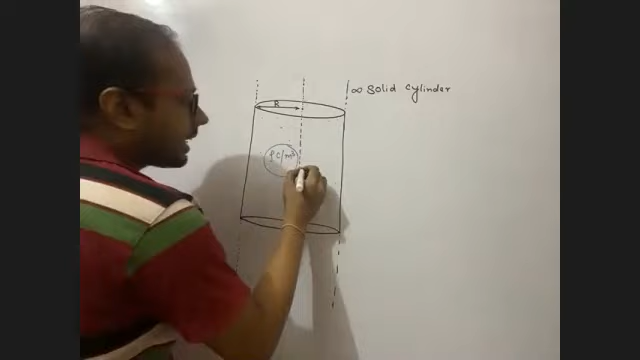 ∞ Solid cylinder
R
ρ C/m³